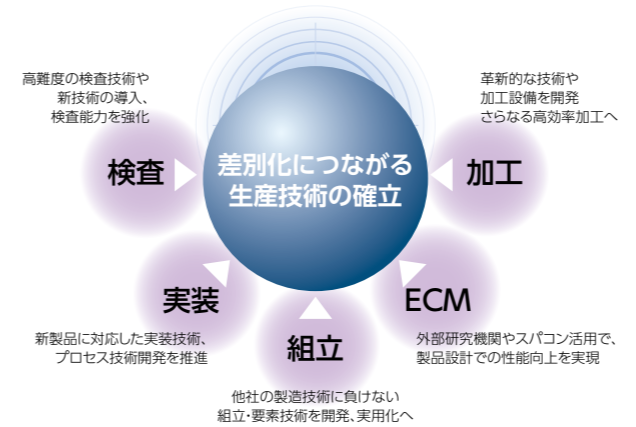 差別化につながる
生産技術の確立
高難度の検査技術や
新技術の導入、
検査能力を強化
検査
革新的な技術や
加工設備を開発
さらなる高効率加工へ
加工
実装
新製品に対応した実装技術、
プロセス技術開発を推進
ECM
外部研究機関やスパコン活用で、
製品設計での性能向上を実現
組立
他社の製造技術に負けない
組立・要素技術を開発、実用化へ